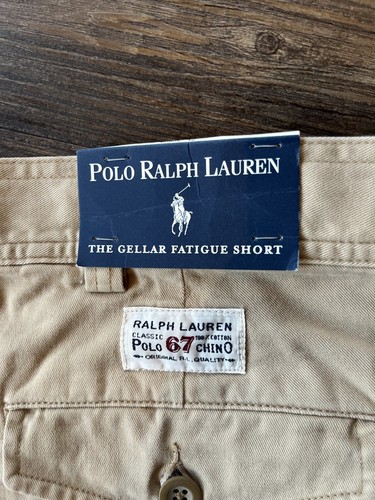 POLO RALPH LAUREN
THE GELLAR FATIGUE SHORT
RALPH LAUREN
CLASSIC 100% COTTON
POLO 67 CHINO
ORIGINAL R.L. QUALITY